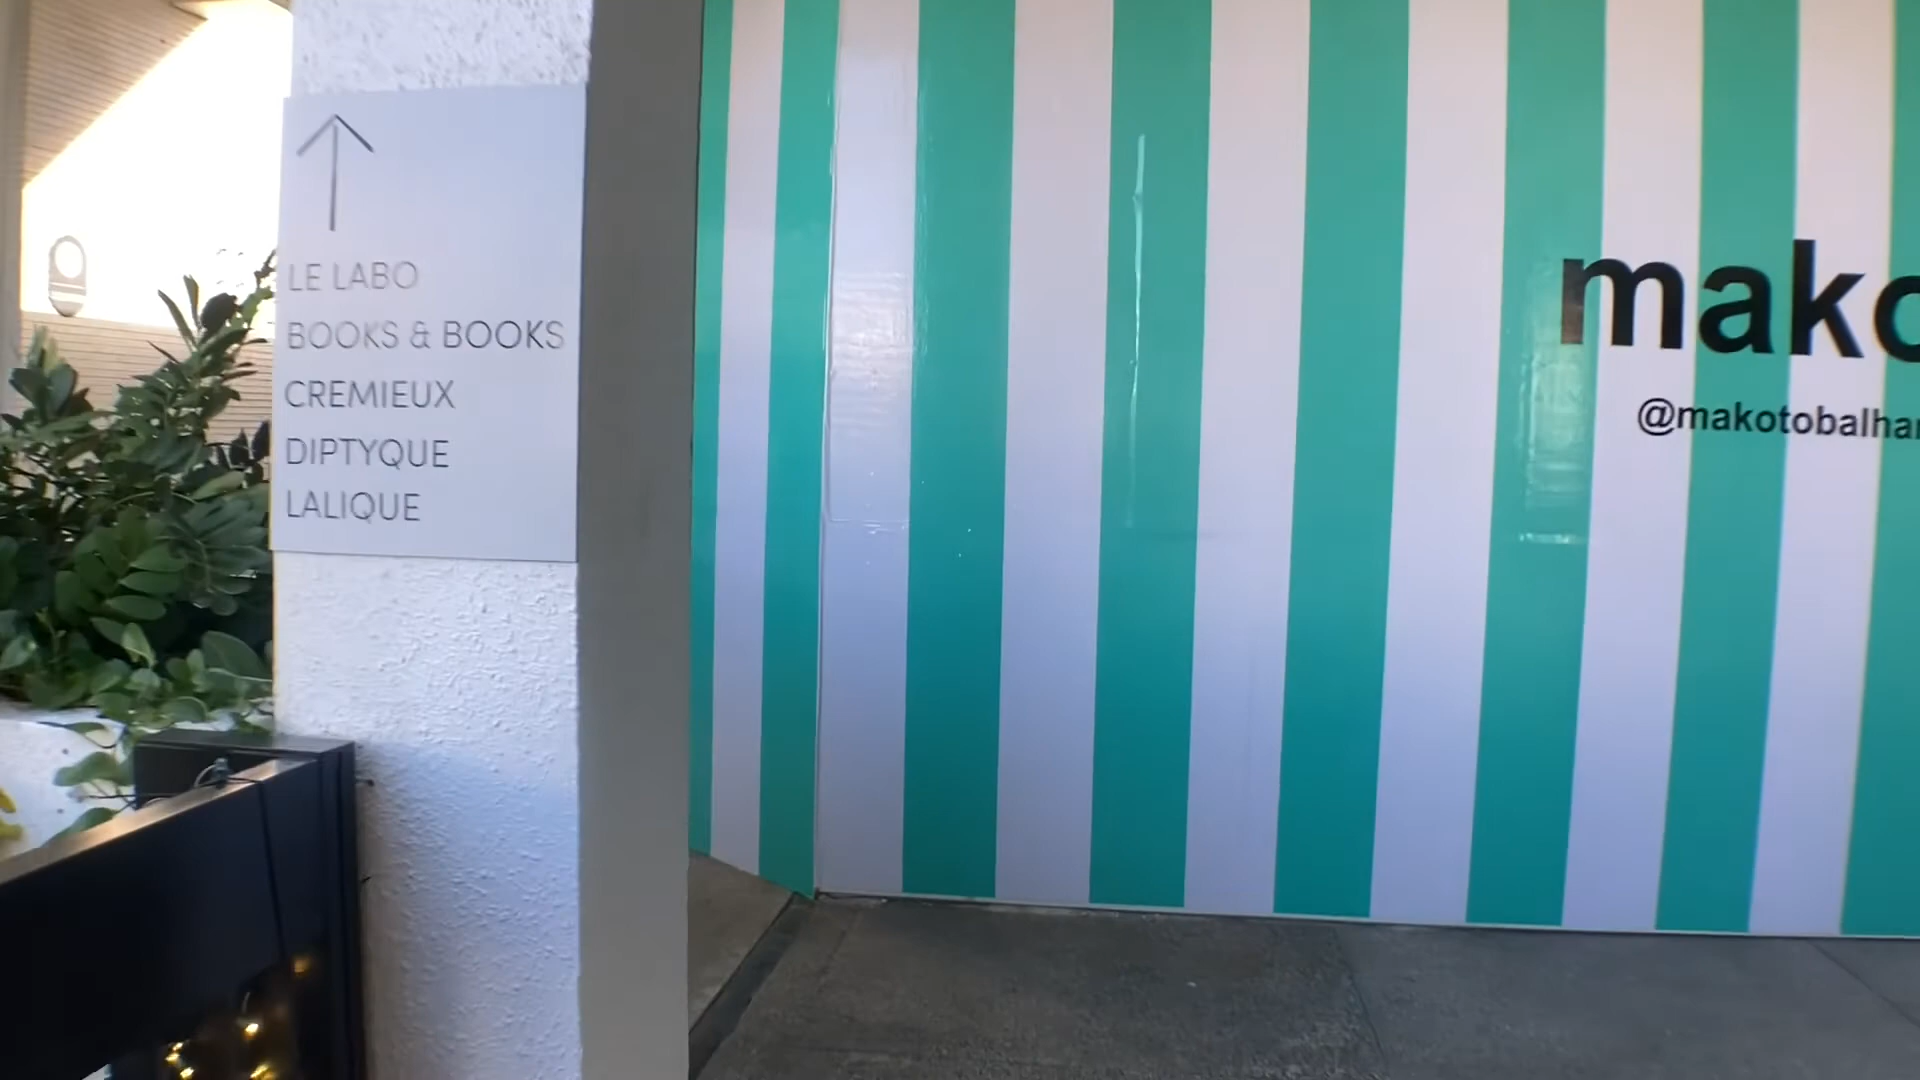 LE LABO
BOOKS & BOOKS
CREMIEUX
DIPTYQUE
LALIQUE
mako
@makotobalhar